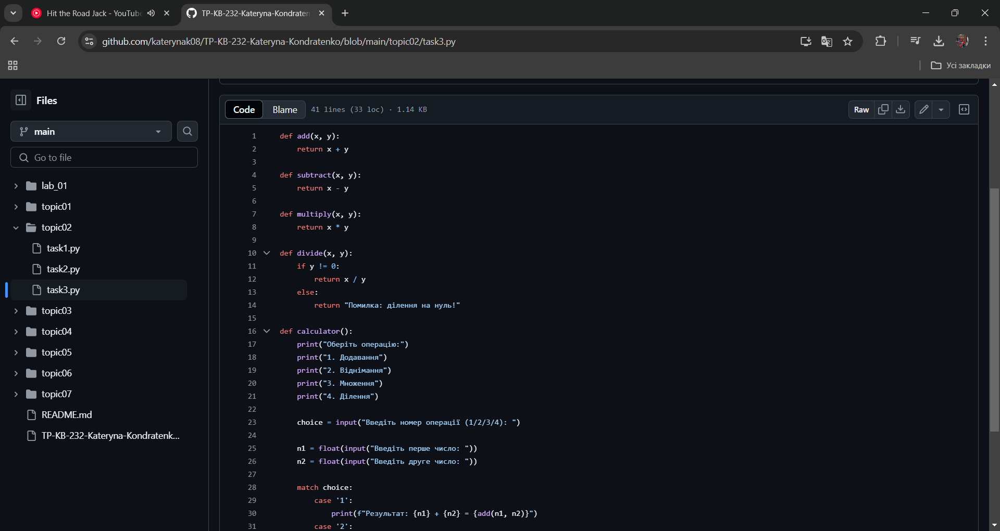 Hit the Road Jack - YouTube
TP-KB-232-Kateryna-Kondraten
github.com/katerynak08/TP-KB-232-Kateryna-Kondratenko/blob/main/topic02/task3.py
Усі закладки
Files
main
Go to file
lab_01
topic01
topic02
task1.py
task2.py
task3.py
topic03
topic04
topic05
topic06
topic07
README.md
TP-KB-232-Kateryna-Kondratenk...
Code Blame 41 lines (33 loc) · 1.14 KB Raw
1 def add(x, y):
2     return x + y
3
4 def subtract(x, y):
5     return x - y
6
7 def multiply(x, y):
8     return x * y
9
10 def divide(x, y):
11     if y != 0:
12         return x / y
13     else:
14         return "Помилка: ділення на нуль!"
15
16 def calculator():
17     print("Оберіть операцію:")
18     print("1. Додавання")
19     print("2. Віднімання")
20     print("3. Множення")
21     print("4. Ділення")
22
23     choice = input("Введіть номер операції (1/2/3/4): ")
24
25     n1 = float(input("Введіть перше число: "))
26     n2 = float(input("Введіть друге число: "))
27
28     match choice:
29         case '1':
30             print(f"Результат: {n1} + {n2} = {add(n1, n2)}")
31         case '2':